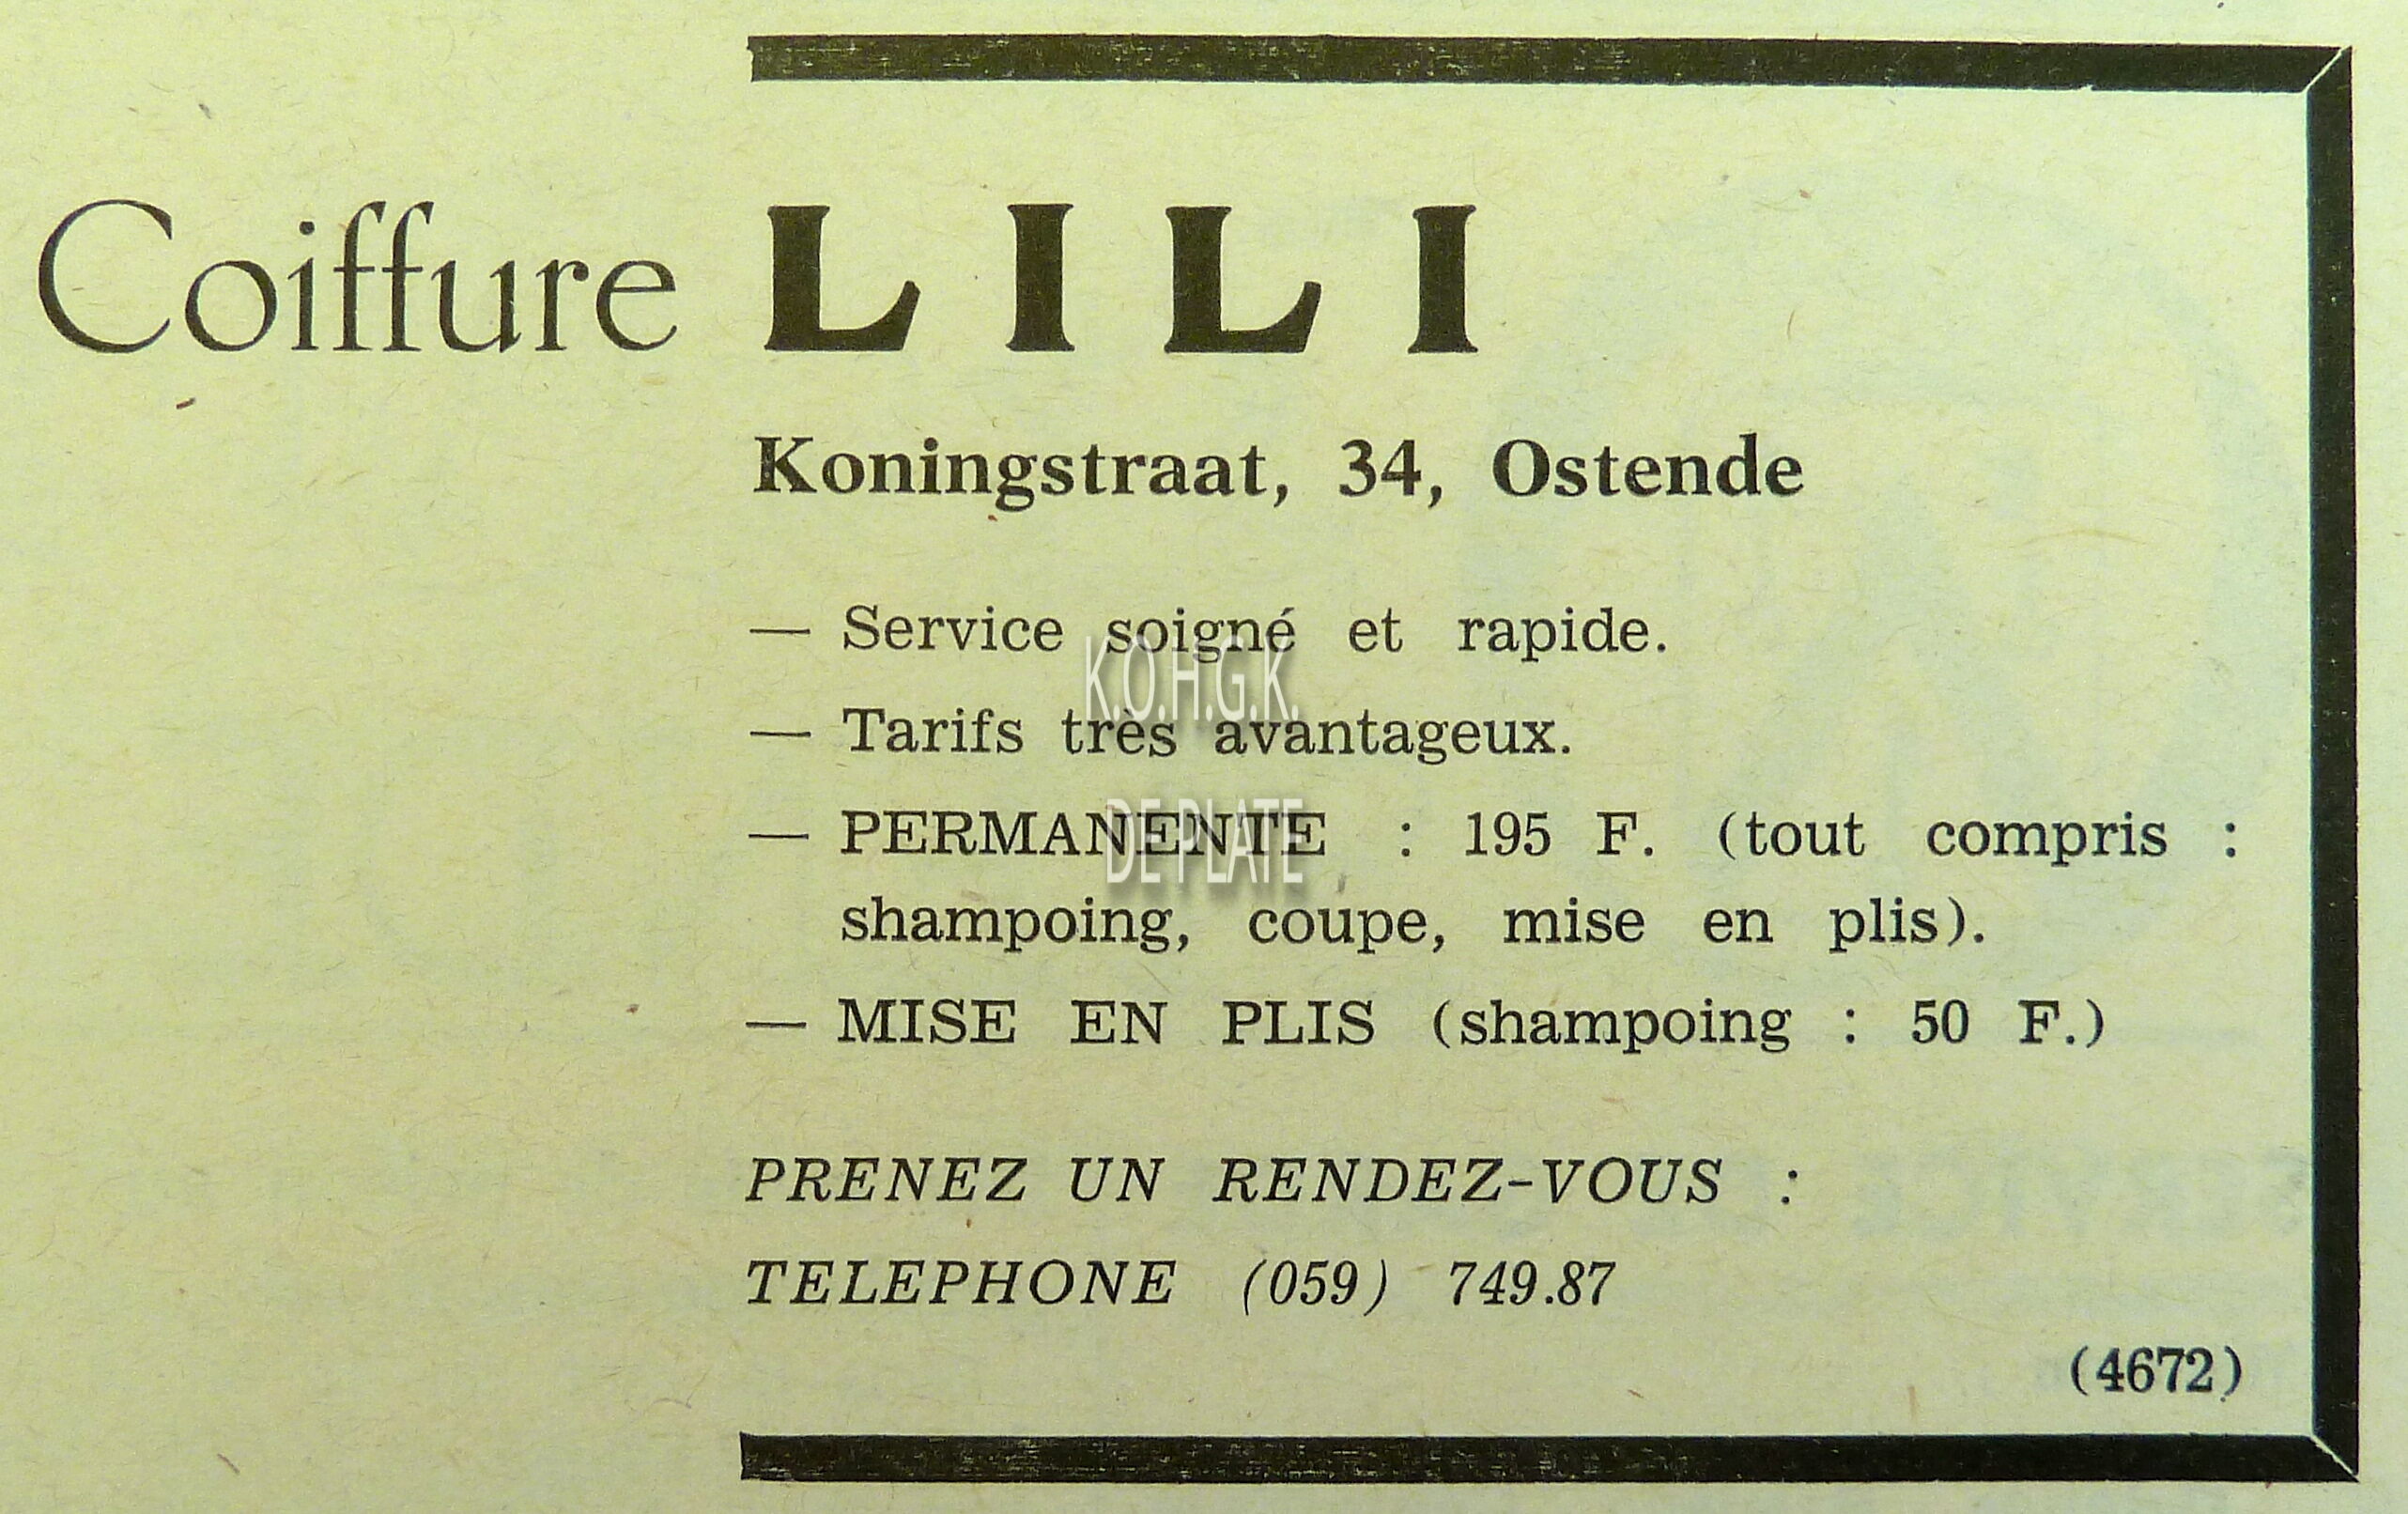 Coiffure LILI
Koningstraat, 34, Ostende
— Service soigné et rapide.
K.O.H.G.K.
— Tarifs très avantageux.
— PERMANENTE : 195 F. (tout compris :
DE PLATE
shampoing, coupe, mise en plis).
— MISE EN PLIS (shampoing : 50 F.)
PRENEZ UN RENDEZ-VOUS :
TELEPHONE (059) 749.87
(4672)